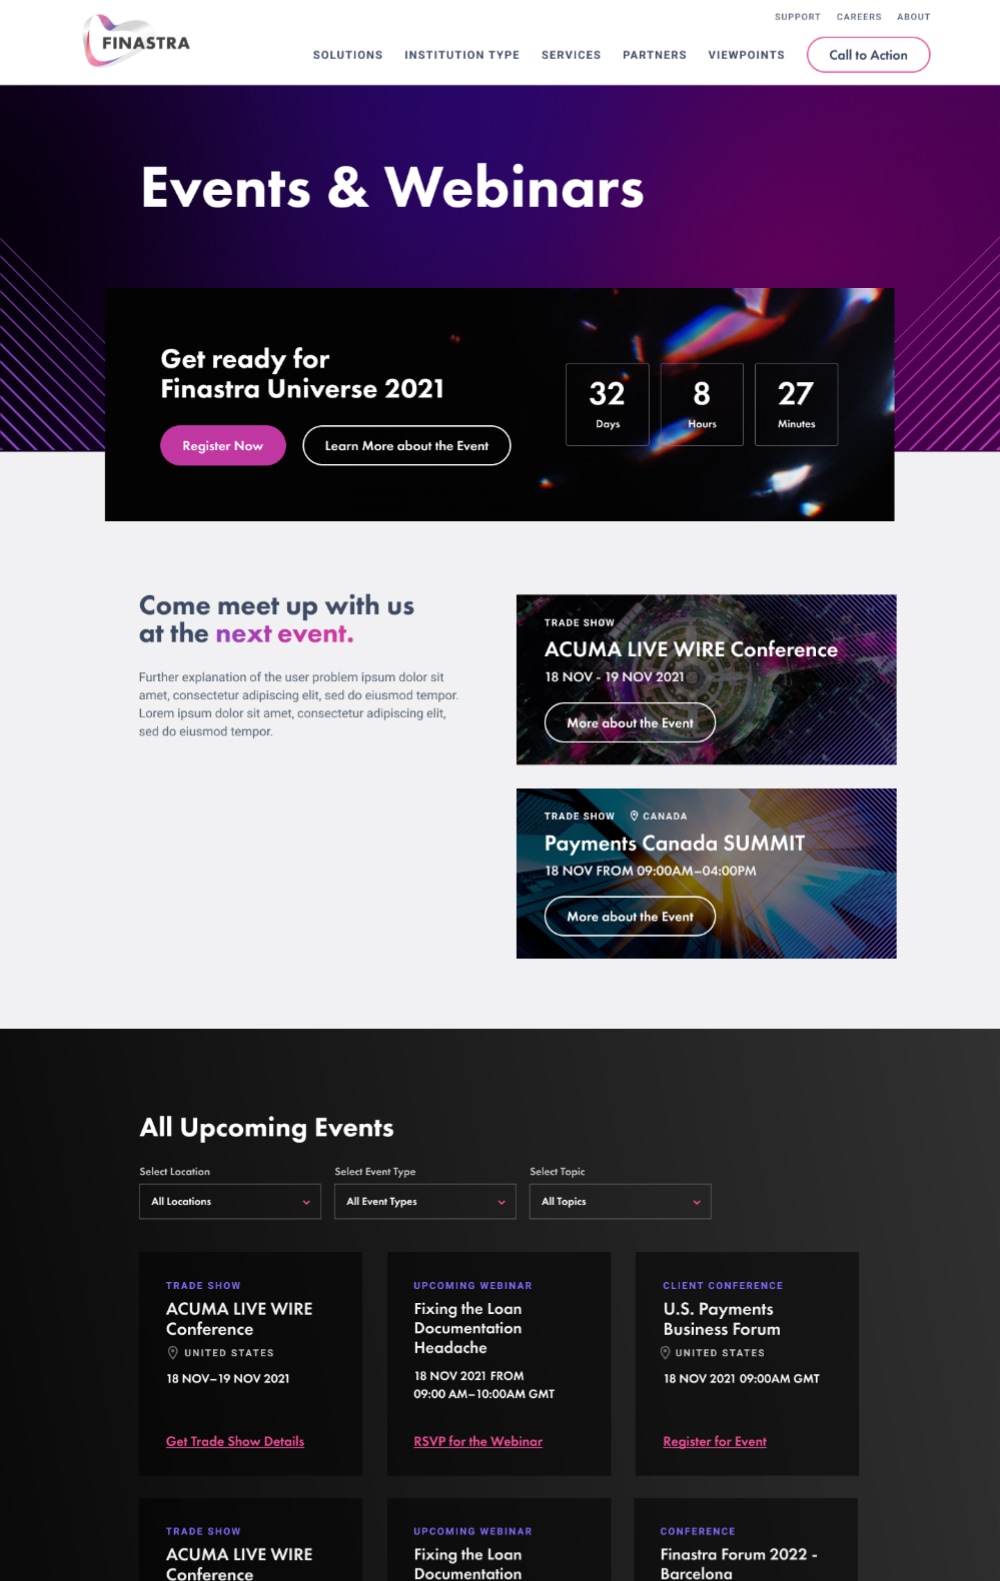 SUPPORT CAREERS ABOUT
FINASTRA
SOLUTIONS INSTITUTION TYPE SERVICES PARTNERS VIEWPOINTS Call to Action
Events & Webinars
Get ready for
Finastra Universe 2021
Register Now Learn More about the Event
32 8 27
Days Hours Minutes
Come meet up with us
at the next event.
Further explanation of the user problem ipsum dolor sit
amet, consectetur adipiscing elit, sed do eiusmod tempor.
Lorem ipsum dolor sit amet, consectetur adipiscing elit,
sed do eiusmod tempor.
TRADE SHOW
ACUMA LIVE WIRE Conference
18 NOV - 19 NOV 2021
More about the Event
TRADE SHOW CANADA
Payments Canada SUMMIT
18 NOV FROM 09:00AM–04:00PM
More about the Event
All Upcoming Events
Select Location Select Event Type Select Topic
All Locations All Event Types All Topics
TRADE SHOW
ACUMA LIVE WIRE
Conference
UNITED STATES
18 NOV–19 NOV 2021
Get Trade Show Details
UPCOMING WEBINAR
Fixing the Loan
Documentation
Headache
18 NOV 2021 FROM
09:00 AM–10:00AM GMT
RSVP for the Webinar
CLIENT CONFERENCE
U.S. Payments
Business Forum
UNITED STATES
18 NOV 2021 09:00AM GMT
Register for Event
TRADE SHOW
ACUMA LIVE WIRE
Conference
UPCOMING WEBINAR
Fixing the Loan
Documentation
CONFERENCE
Finastra Forum 2022 -
Barcelona